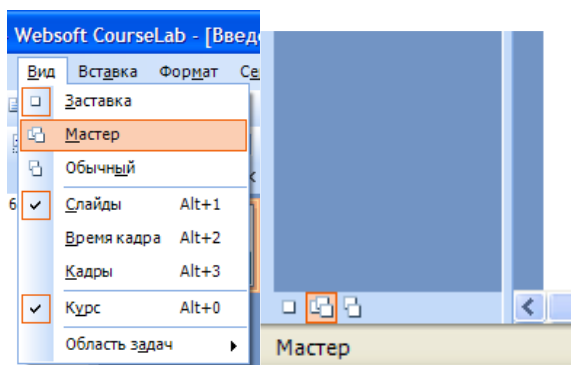 Websoft CourseLab - [Введ
Вид Вставка Формат Се
Заставка
Мастер
Обычный
6
Слайды Alt+1
Время кадра Alt+2
Кадры Alt+3
Курс Alt+0
Область задач
Мастер